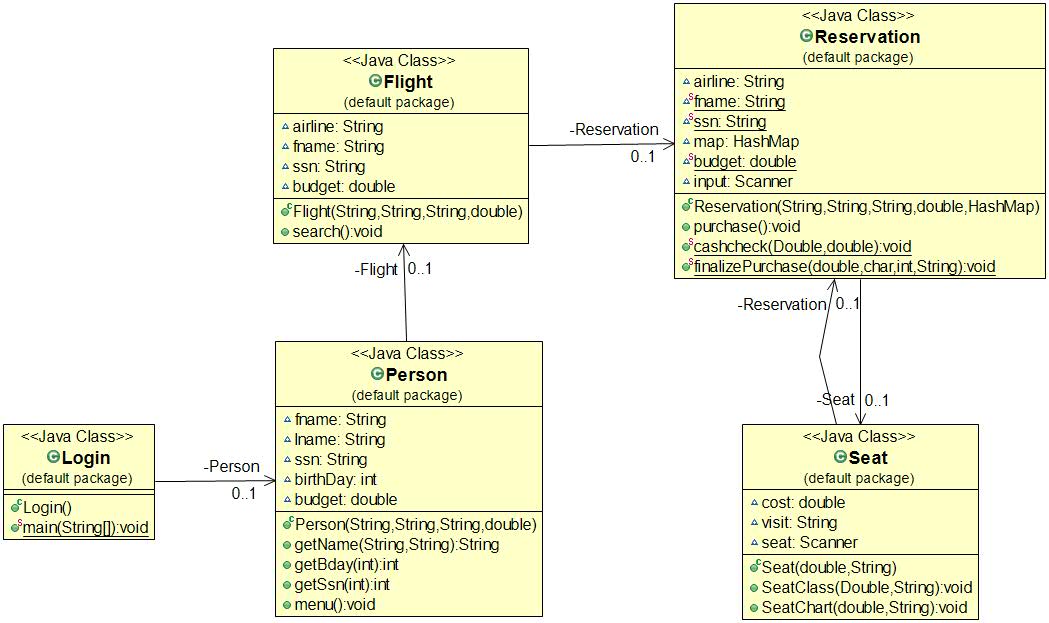 <<Java Class>>
Reservation
(default package)
airline: String
fname: String
ssn: String
map: HashMap
budget: double
input: Scanner
Reservation(String,String,String,double,HashMap)
purchase():void
cashcheck(Double,double):void
finalizePurchase(double,char,int,String):void
<<Java Class>>
Flight
(default package)
airline: String
fname: String
ssn: String
budget: double
Flight(String,String,String,double)
search():void
-Reservation
0..1
-Flight
0..1
-Reservation
0..1
-Seat
0..1
<<Java Class>>
Person
(default package)
fname: String
lname: String
ssn: String
birthDay: int
budget: double
Person(String,String,String,double)
getName(String,String):String
getBday(int):int
getSsn(int):int
menu():void
<<Java Class>>
Login
(default package)
Login()
main(String[]):void
-Person
0..1
<<Java Class>>
Seat
(default package)
cost: double
visit: String
seat: Scanner
Seat(double,String)
SeatClass(Double,String):void
SeatChart(double,String):void